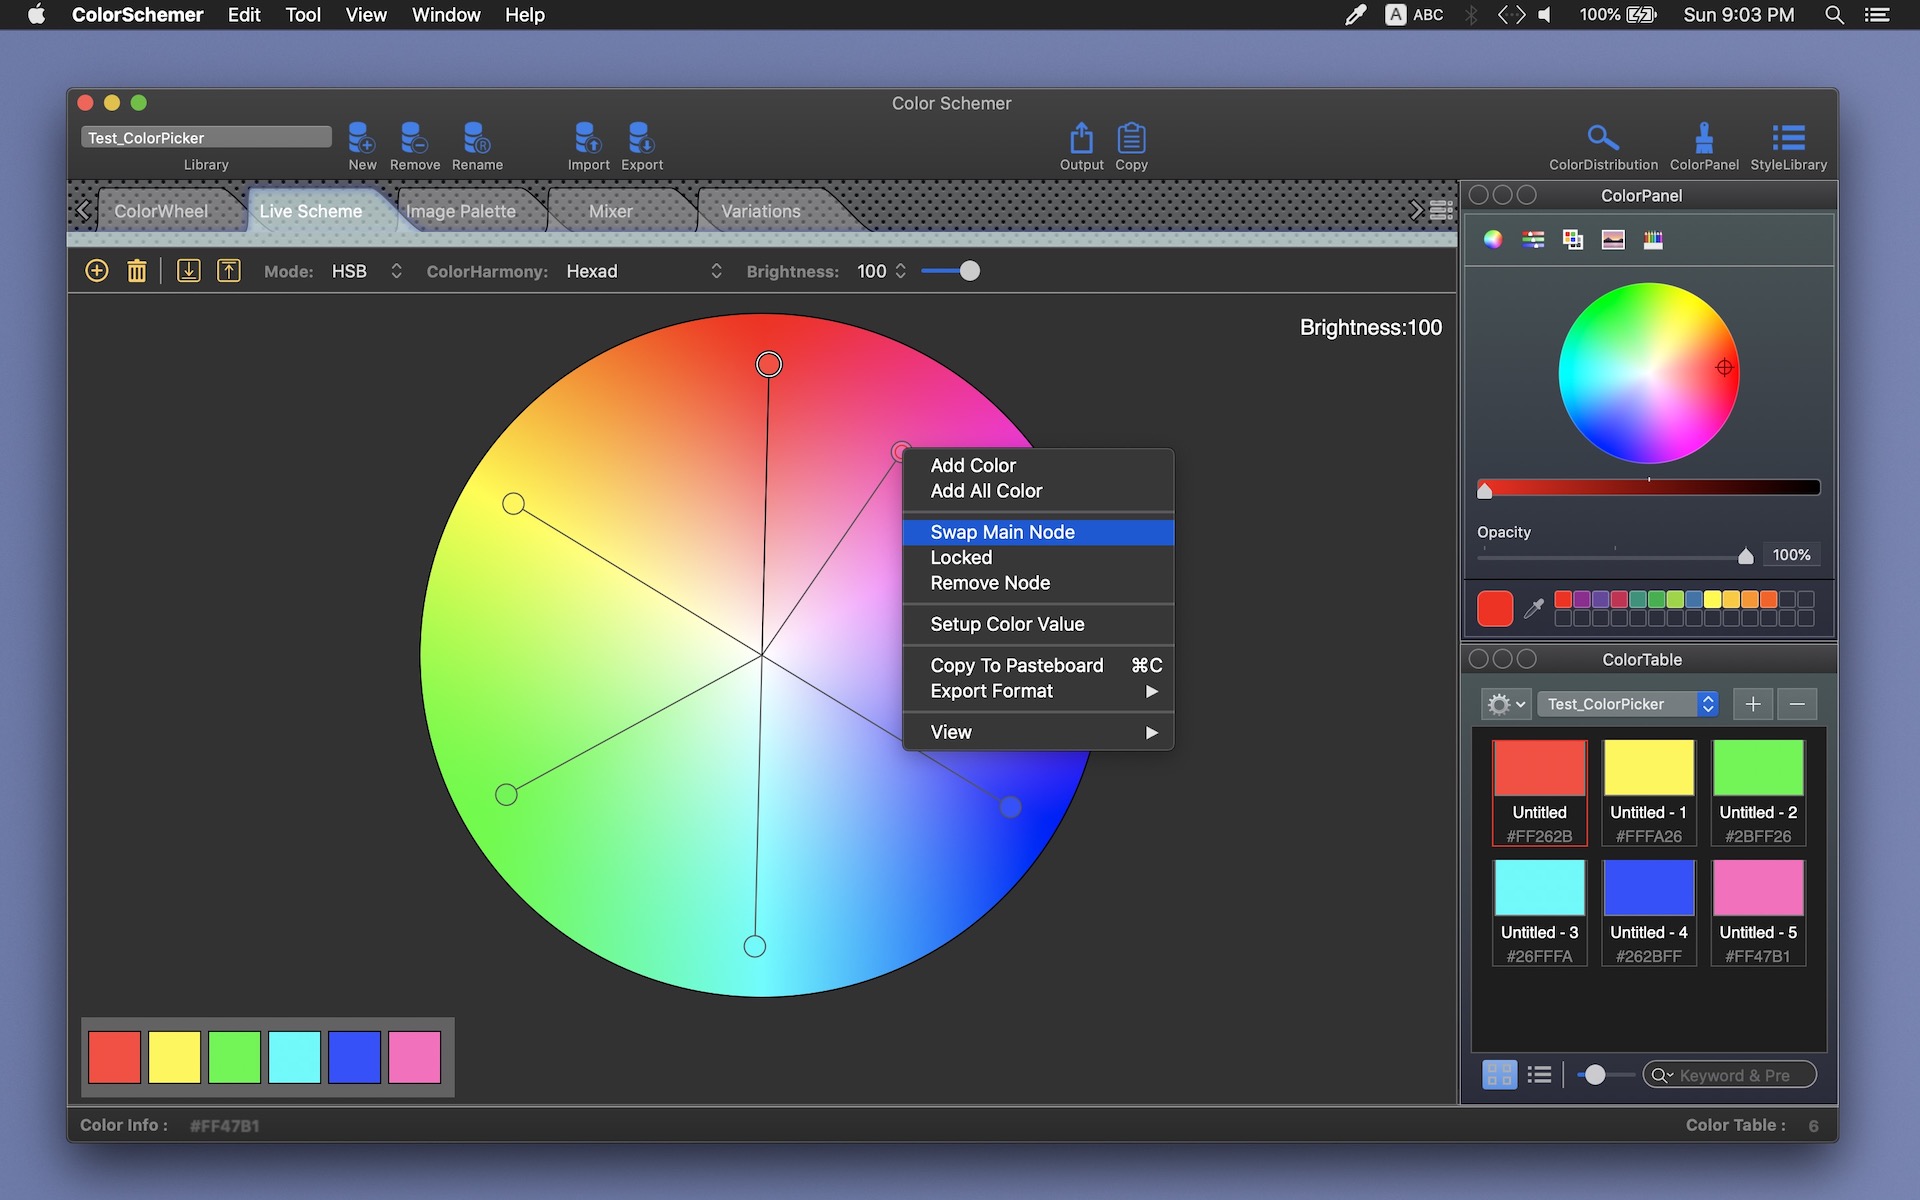 ColorSchemer Edit Tool View Window Help
A ABC 100% Sun 9:03 PM
Color Schemer
Test_ColorPicker
Library New Remove Rename Import Export Output Copy ColorDistribution ColorPanel StyleLibrary
ColorWheel Live Scheme Image Palette Mixer Variations
Mode: HSB ColorHarmony: Hexad Brightness: 100
Brightness:100
Add Color
Add All Color
Swap Main Node
Locked
Remove Node
Setup Color Value
Copy To Pasteboard ⌘C
Export Format ▶
View ▶
ColorPanel
Opacity
100%
ColorTable
Test_ColorPicker + −
Untitled Untitled - 1 Untitled - 2
#FF262B #FFFA26 #2BFF26
Untitled - 3 Untitled - 4 Untitled - 5
#26FFFA #262BFF #FF47B1
Keyword & Pre
Color Info : #FF47B1 Color Table : 6